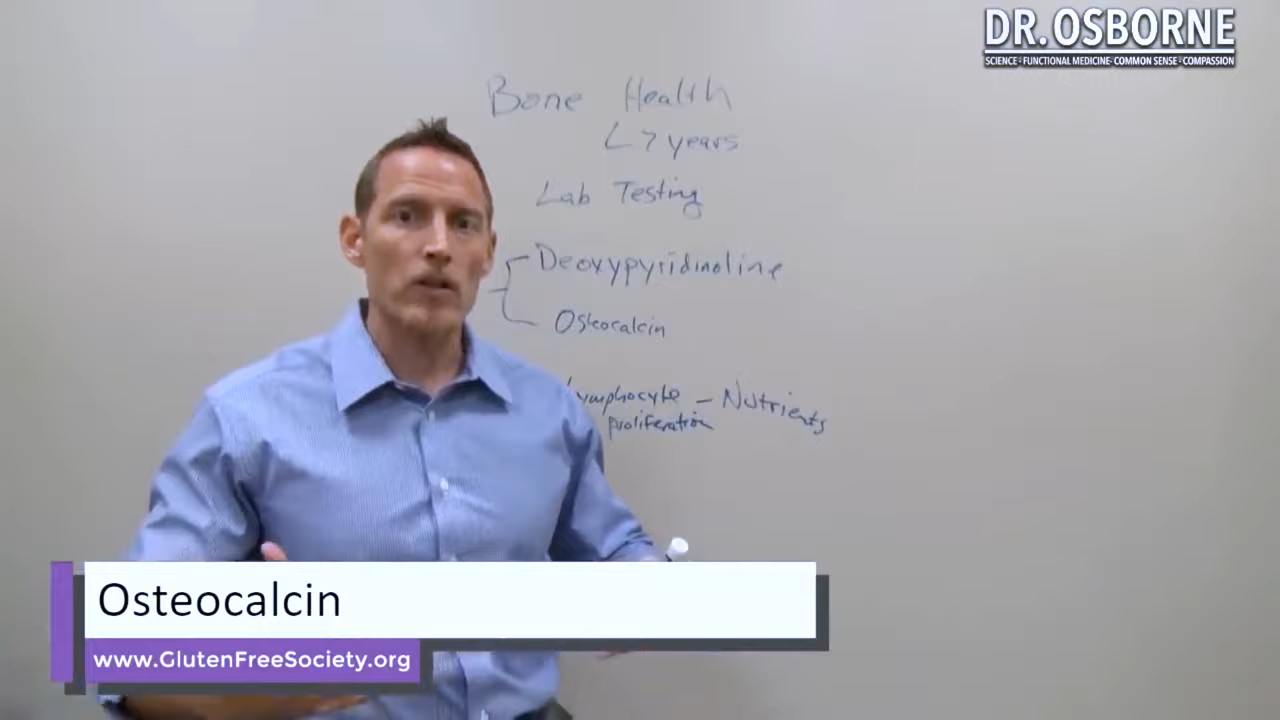 DR. OSBORNE
SCIENCE - FUNCTIONAL MEDICINE - COMMON SENSE - COMPASSION
Bone Health
7 years
Lab Testing
Deoxypyridinoline
Osteocalcin
Lymphocyte - Nutrients
proliferation
Osteocalcin
www.GlutenFreeSociety.org